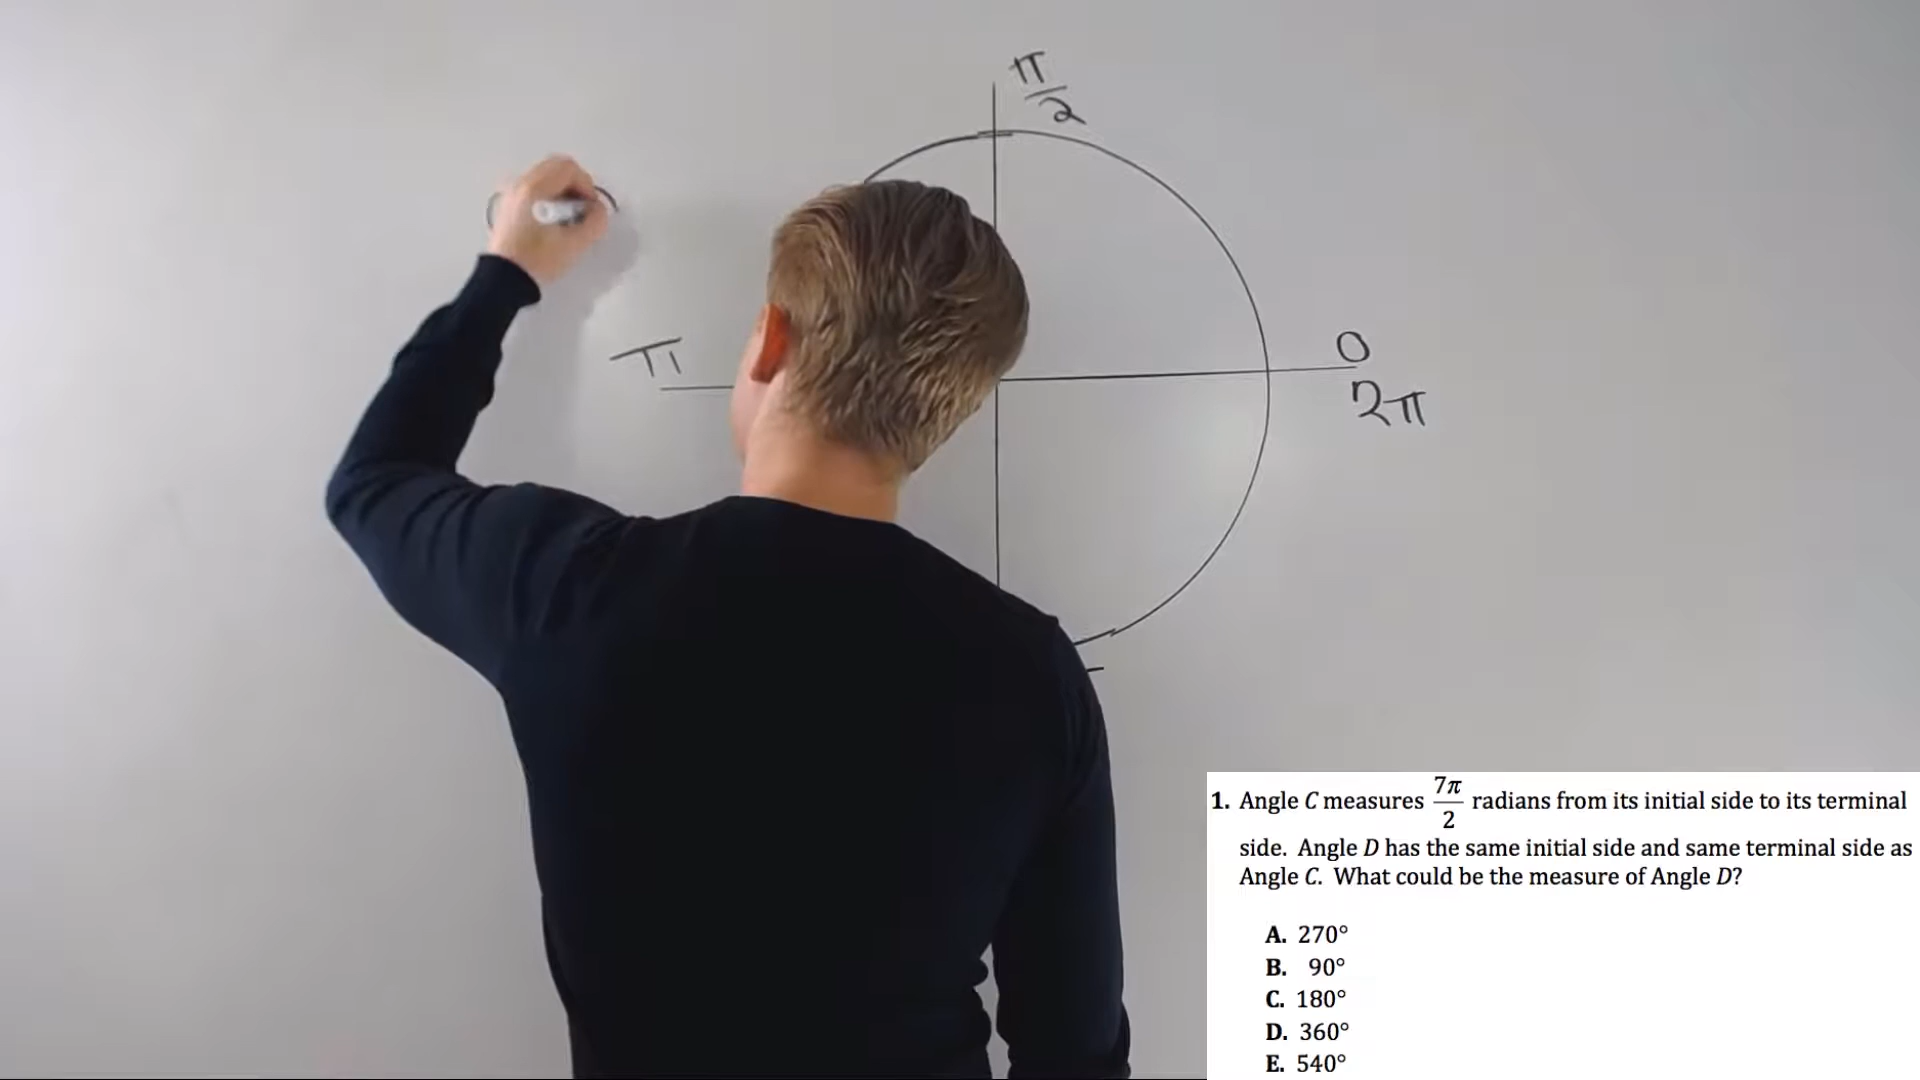 π/2
π
0
2π
1. Angle C measures 7π/2 radians from its initial side to its terminal
side. Angle D has the same initial side and same terminal side as
Angle C. What could be the measure of Angle D?
A. 270°
B. 90°
C. 180°
D. 360°
E. 540°